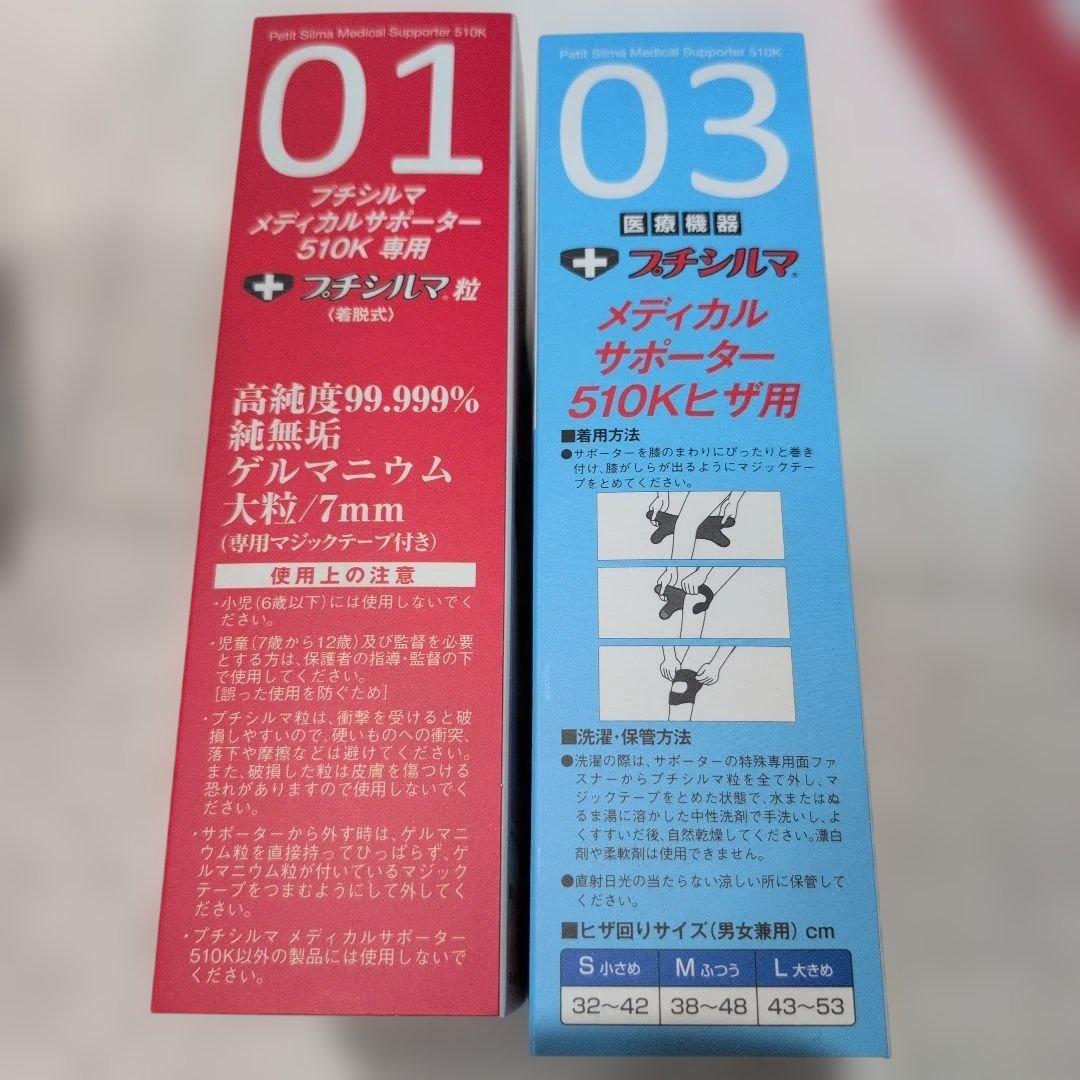 Petit Silma Medical Supporter 510K
01
プチシルマ
メディカルサポーター
510K 専用
プチシルマ®粒
〈着脱式〉
高純度99.999%
純無垢
ゲルマニウム
大粒/7mm
(専用マジックテープ付き)
使用上の注意
・小児(6歳以下)には使用しないでく
ださい。
・児童(7歳から12歳)及び監督を必要
とする方は、保護者の指導・監督の下
で使用してください。
[誤った使用を防ぐため]
・プチシルマ粒は、衝撃を受けると破
損しやすいので、硬いものへの衝突、
落下や摩擦などは避けてください。
また、破損した粒は皮膚を傷つける
恐れがありますので使用しないでくだ
さい。
・サポーターから外す時は、ゲルマニ
ウム粒を直接持ってひっぱらず、ゲ
ルマニウム粒が付いているマジック
テープをつまむようにして外してく
ださい。
・プチシルマ メディカルサポーター
510K以外の製品には使用しないで
ください。
Petit Silma Medical Supporter 510K
03
医療機器
プチシルマ®
メディカル
サポーター
510Kヒザ用
■着用方法
●サポーターを膝のまわりにぴったりと巻き
付け、膝がしらが出るようにマジックテー
プをとめてください。
■洗濯・保管方法
●洗濯の際は、サポーターの特殊専用面ファ
スナーからプチシルマ粒を全て外し、マ
ジックテープをとめた状態で、水またはぬ
るま湯に溶かした中性洗剤で手洗いし、よ
くすすいだ後、自然乾燥してください。漂白
剤や柔軟剤は使用できません。
●直射日光の当たらない涼しい所に保管して
ください。
■ヒザ回りサイズ(男女兼用) cm
S 小さめ M ふつう L 大きめ
32〜42 38〜48 43〜53